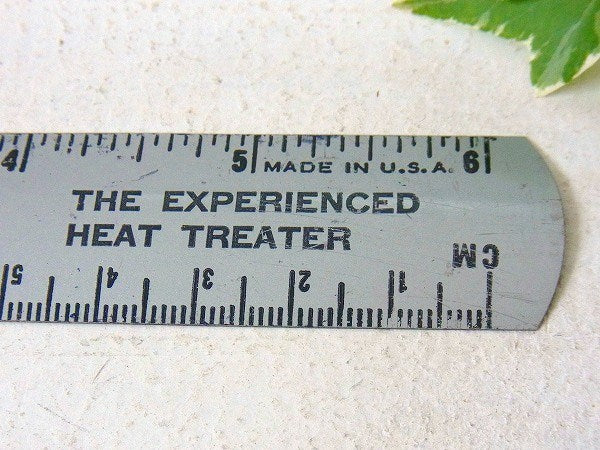 4 5 MADE IN U.S.A. 6
THE EXPERIENCED
HEAT TREATER
CM
5 4 3 2 1